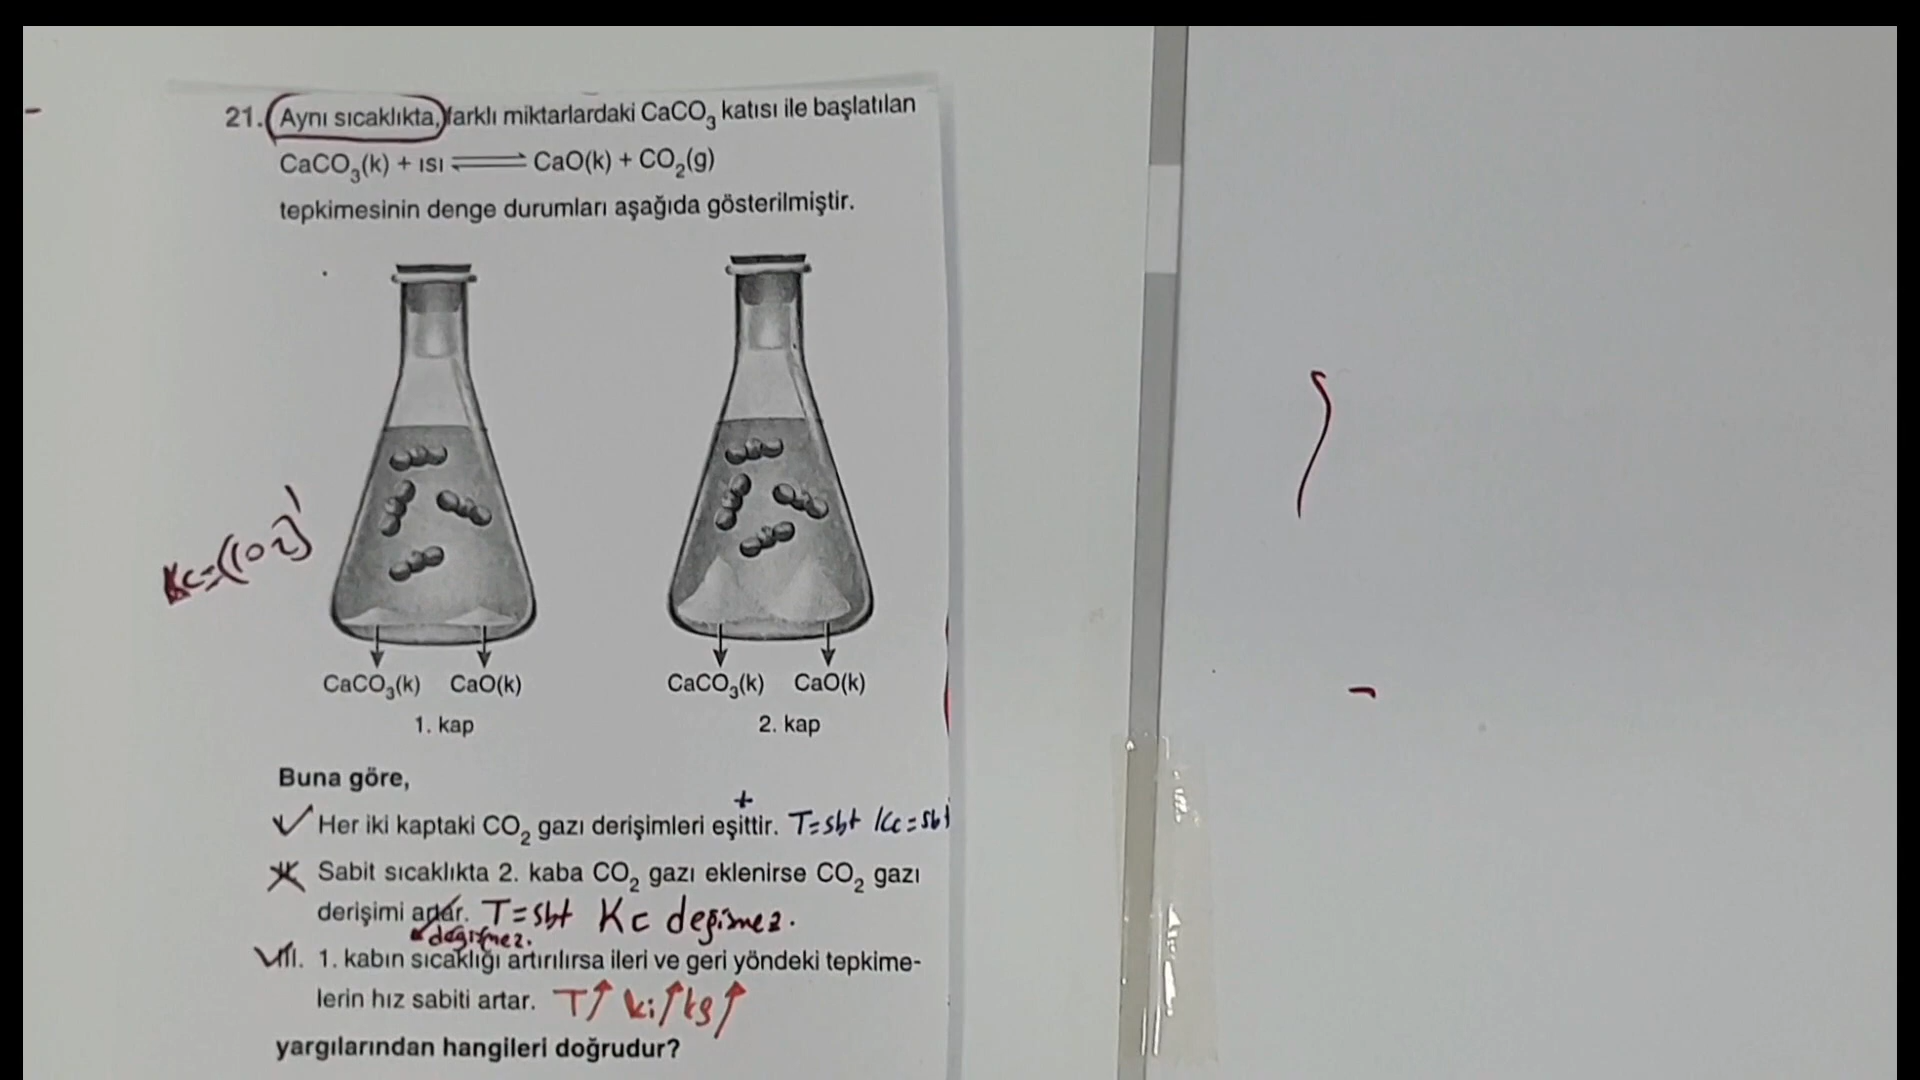 21. Aynı sıcaklıkta, farklı miktarlardaki CaCO₃ katısı ile başlatılan
CaCO₃(k) + ısı ⇌ CaO(k) + CO₂(g)
tepkimesinin denge durumları aşağıda gösterilmiştir.
Kc=(CO2)¹
CaCO₃(k) CaO(k)
1. kap
CaCO₃(k) CaO(k)
2. kap
Buna göre,
Her iki kaptaki CO₂ gazı derişimleri eşittir. T=sbt Kc=sbt
Sabit sıcaklıkta 2. kaba CO₂ gazı eklenirse CO₂ gazı
derişimi artar. T=sbt Kc değişmez.
değişmez.
III. 1. kabın sıcaklığı artırılırsa ileri ve geri yöndeki tepkime-
lerin hız sabiti artar. T↑ ki↑ kg↑
yargılarından hangileri doğrudur?